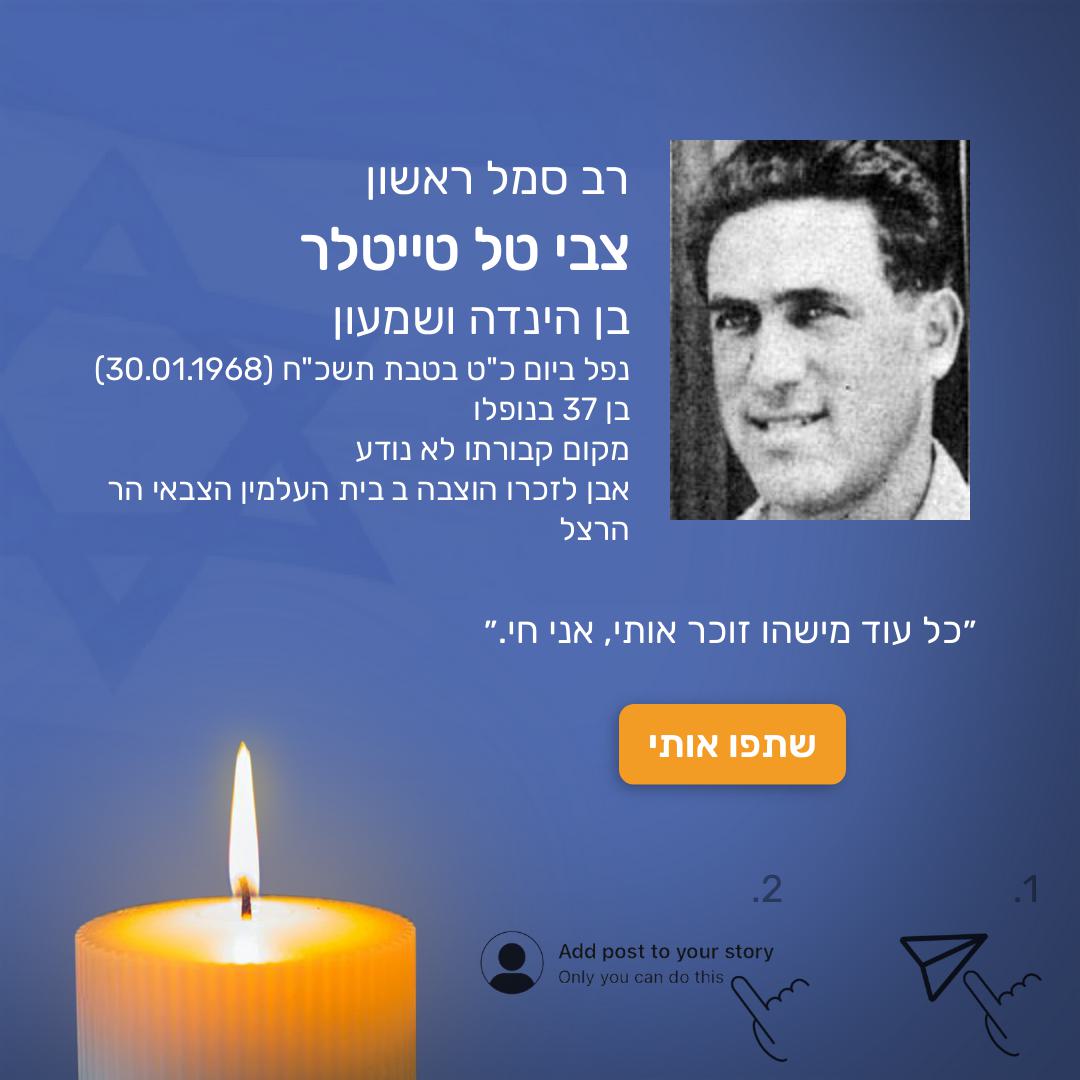 רב סמל ראשון
צבי טל טייטלר
בן הינדה ושמעון
נפל ביום כ"ט בטבת תשכ"ח (30.01.1968)
בן 37 בנופלו
מקום קבורתו לא נודע
אבן לזכרו הוצבה ב בית העלמין הצבאי הר
הרצל
״כל עוד מישהו זוכר אותי, אני חי.״
שתפו אותי
1.
2.
Add post to your story
Only you can do this